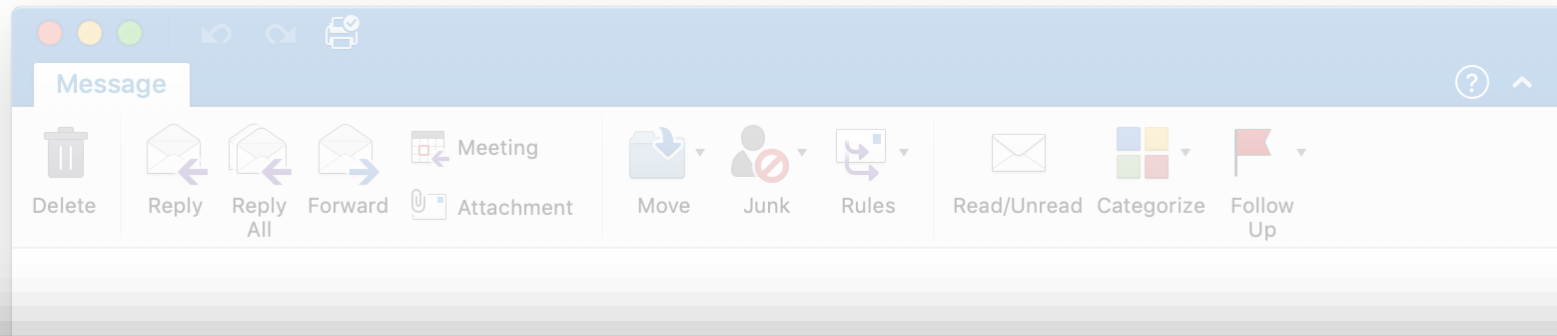 Message
?
Meeting
Attachment
Delete
Reply
Reply
All
Forward
Move
Junk
Rules
Read/Unread
Categorize
Follow
Up